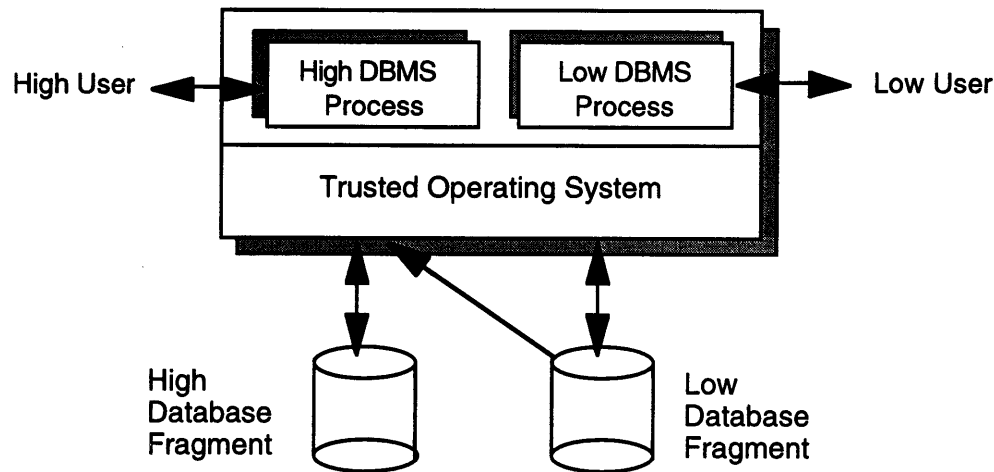 High User
High DBMS
Process
Low DBMS
Process
Low User
Trusted Operating System
High
Database
Fragment
Low
Database
Fragment